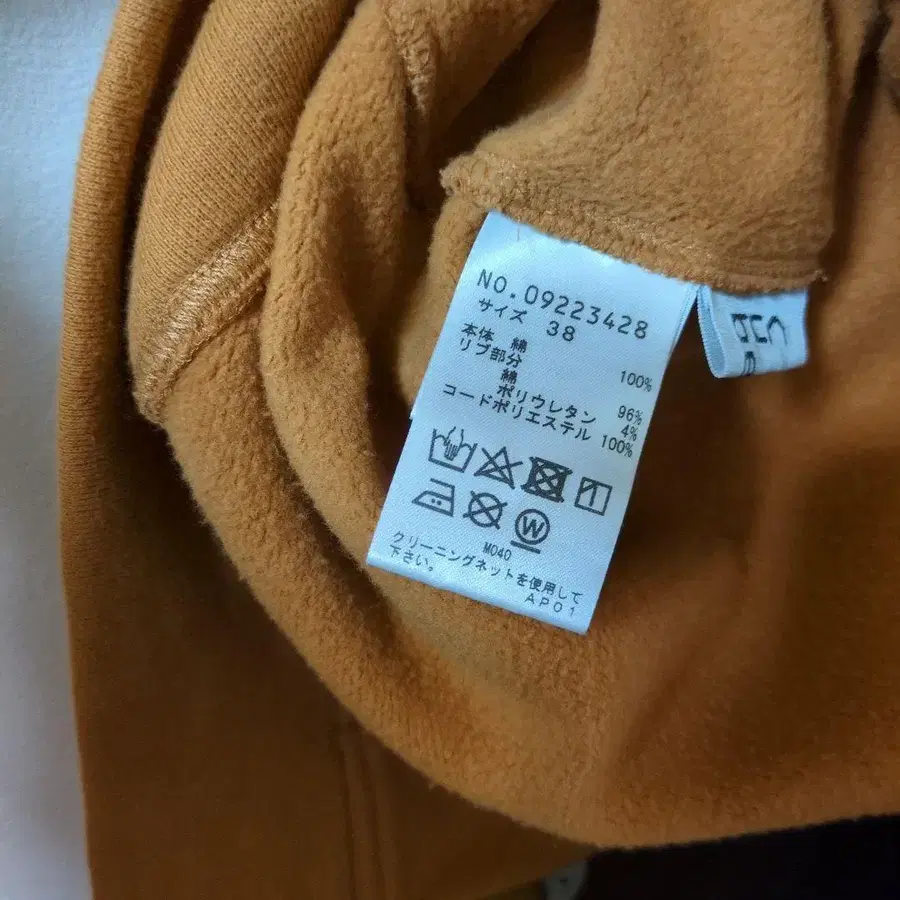 NO.09223428
サイズ 38
本体 綿 100%
リブ部分
綿 96%
ポリウレタン 4%
コードポリエステル 100%
W
M040
クリーニングネットを使用して
下さい。
AP01